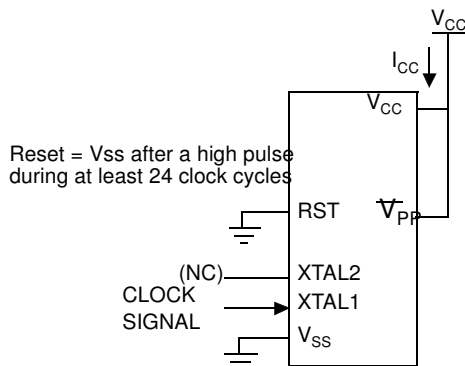 VCC
ICC
VCC
Reset = Vss after a high pulse
during at least 24 clock cycles
RST
VPP
(NC)
XTAL2
CLOCK
SIGNAL
XTAL1
VSS